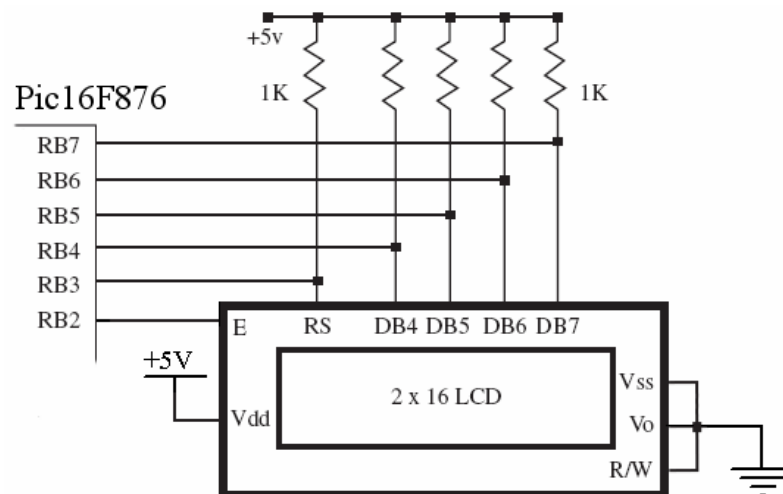 +5v
1K 1K
Pic16F876
RB7
RB6
RB5
RB4
RB3
RB2
E RS DB4 DB5 DB6 DB7
+5V
Vdd
2 x 16 LCD
Vss
Vo
R/W